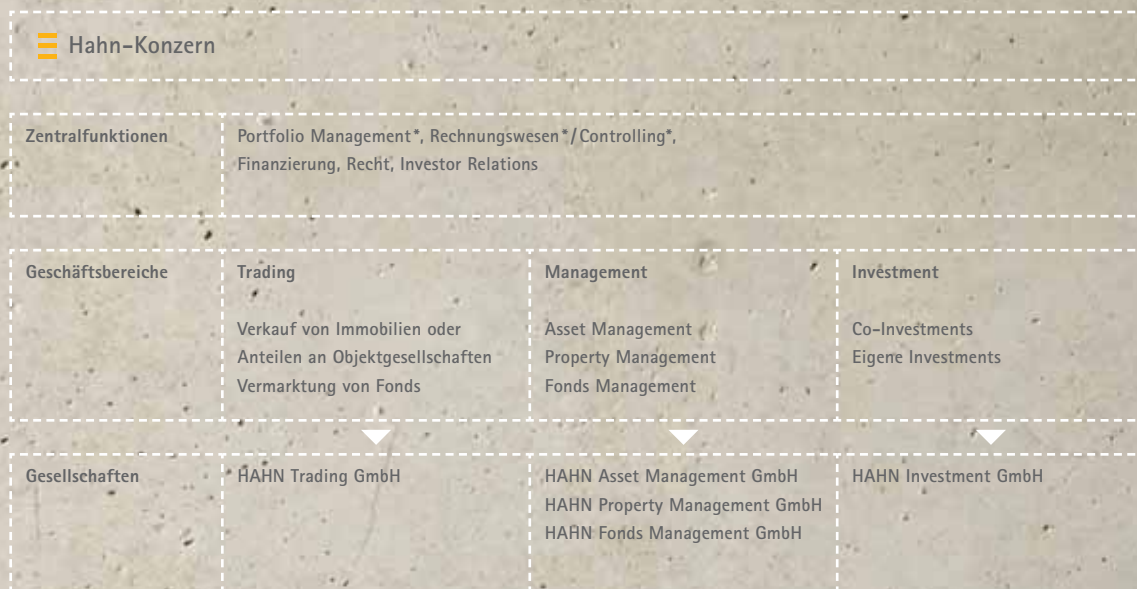 Hahn-Konzern
Zentralfunktionen
Portfolio Management*, Rechnungswesen*/Controlling*,
Finanzierung, Recht, Investor Relations
Geschäftsbereiche
Trading
Verkauf von Immobilien oder
Anteilen an Objektgesellschaften
Vermarktung von Fonds
Management
Asset Management
Property Management
Fonds Management
Investment
Co-Investments
Eigene Investments
Gesellschaften
HAHN Trading GmbH
HAHN Asset Management GmbH
HAHN Property Management GmbH
HAHN Fonds Management GmbH
HAHN Investment GmbH